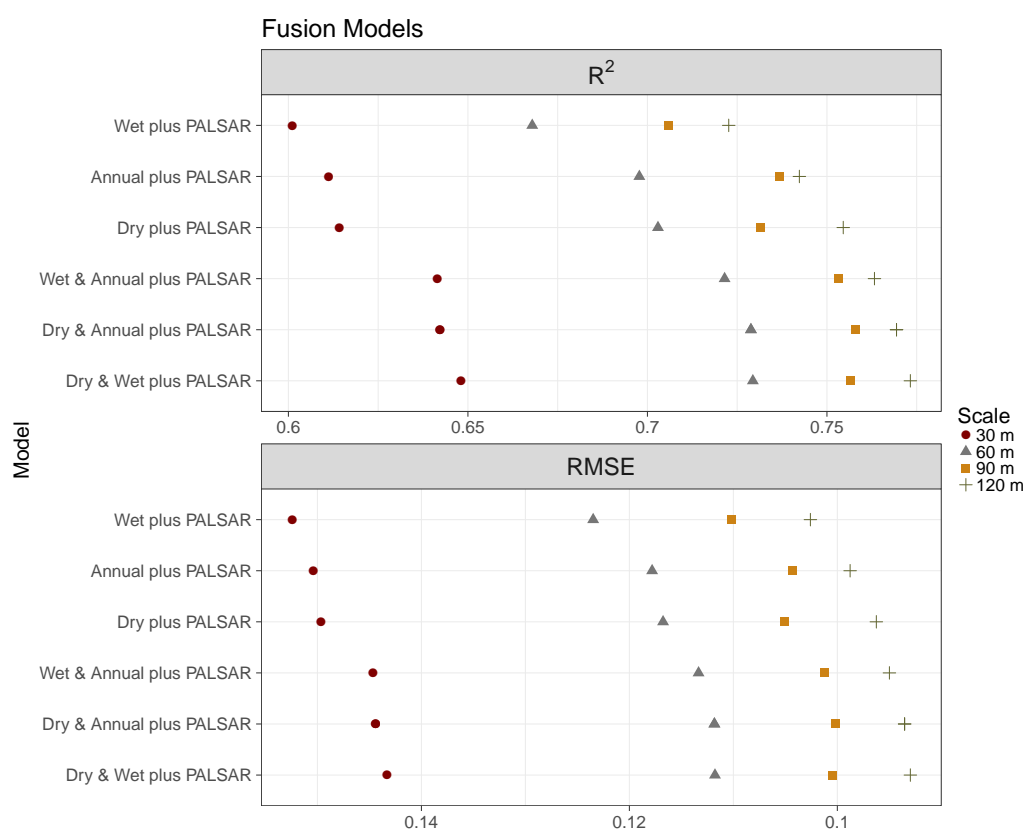 Fusion Models
R²
Wet plus PALSAR
Annual plus PALSAR
Dry plus PALSAR
Wet & Annual plus PALSAR
Dry & Annual plus PALSAR
Dry & Wet plus PALSAR
0.6 0.65 0.7 0.75
Model
RMSE
Wet plus PALSAR
Annual plus PALSAR
Dry plus PALSAR
Wet & Annual plus PALSAR
Dry & Annual plus PALSAR
Dry & Wet plus PALSAR
0.14 0.12 0.1
Scale
30 m
60 m
90 m
120 m